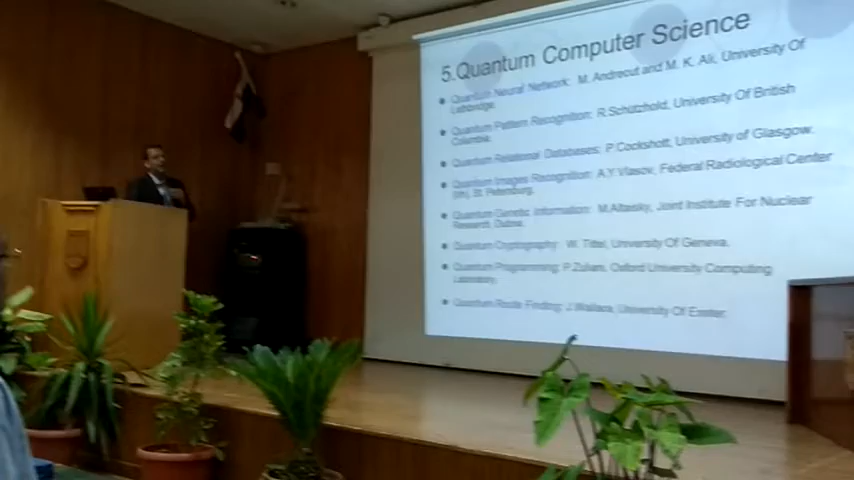 5.Quantum Computer Science
• Quantum Neural Networking: M. Andrecut and M. K. Ali, University Of
Lethbridge.
• Quantum Pattern Recognition: R.Schützhold, University Of British
Columbia.
• Quantum Relational Databases: P.Cockshott, University of Glasgow
• Quantum Images Recognition: A.Y.Vlasov, Federal Radiological Center
St. Petersburg.
• Quantum Genetic Information: M.Altaisky, Joint Institute For Nuclear
Research, Dubna.
• Quantum Cryptography: W. Tittel, University of Geneva.
• Quantum Programming: P.Zuliani, Oxford University Computing
Laboratory.
• Quantum Route Finding: J.Wallace, University Of Exeter.